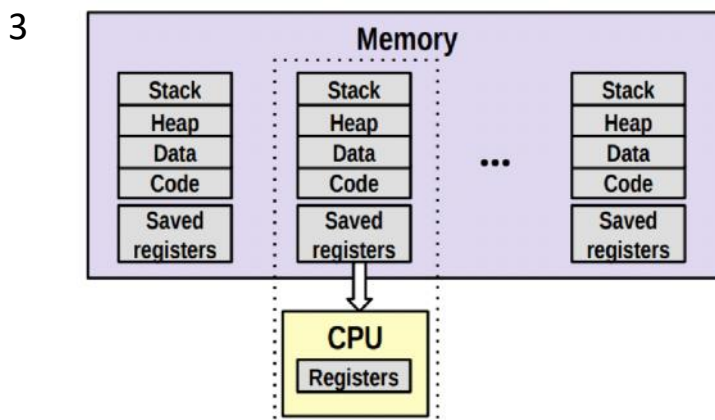 3
Memory
Stack
Heap
Data
Code
Saved
registers
Stack
Heap
Data
Code
Saved
registers
...
Stack
Heap
Data
Code
Saved
registers
CPU
Registers